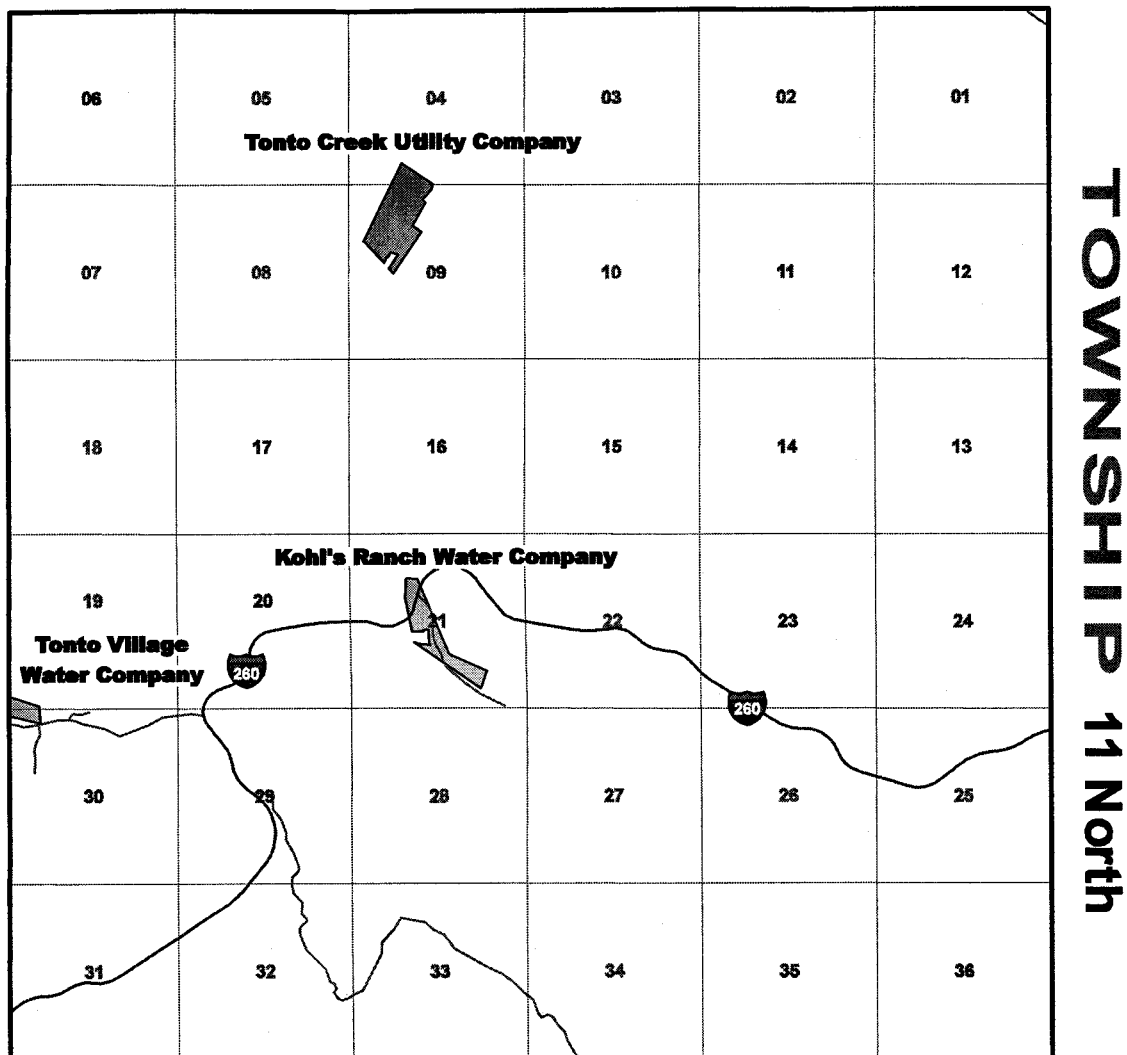 06 05 04 03 02 01
Tonto Creek Utility Company
07 08 09 10 11 12
18 17 16 15 14 13
Kohl's Ranch Water Company
19 20 21 22 23 24
Tonto Village
Water Company
260
260
30 29 28 27 26 25
31 32 33 34 35 36
TOWNSHIP 11 North